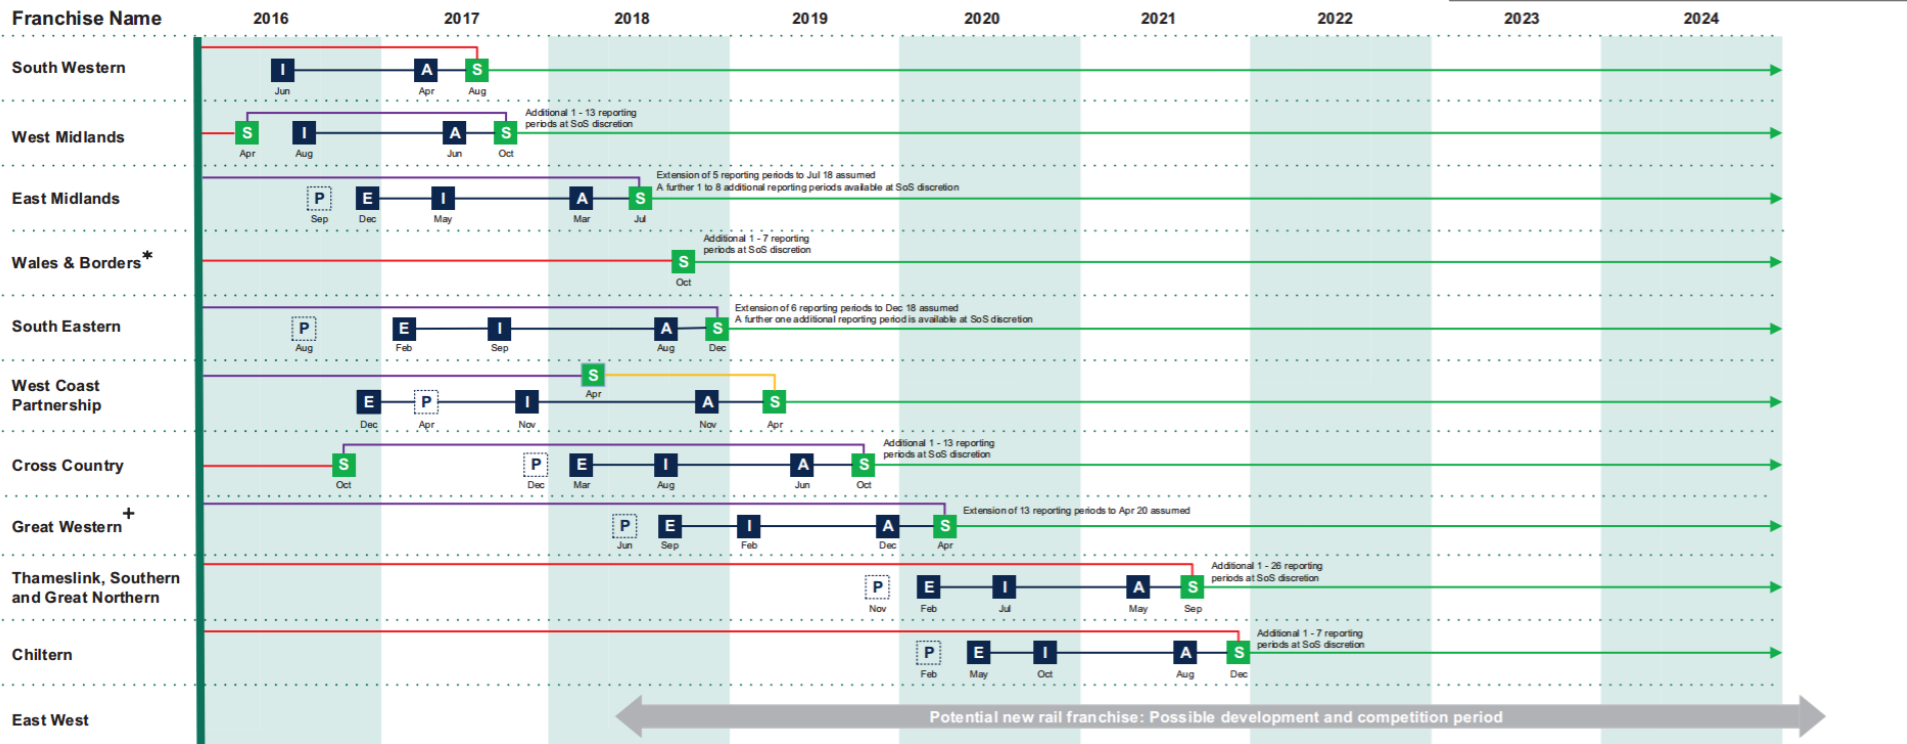 Franchise Name 2016 2017 2018 2019 2020 2021 2022 2023 2024
South Western
I A S
Jun Apr Aug
Additional 1 - 13 reporting
periods at SoS discretion
West Midlands
S I A S
Apr Aug Jun Oct
Extension of 5 reporting periods to Jul 18 assumed
A further 1 to 8 additional reporting periods available at SoS discretion
East Midlands
P E I A S
Sep Dec May Mar Jul
Additional 1 - 7 reporting
periods at SoS discretion
Wales & Borders*
S
Oct
Extension of 6 reporting periods to Dec 18 assumed
A further one additional reporting period is available at SoS discretion
South Eastern
P E I A S
Aug Feb Sep Aug Dec
S
Apr
West Coast
Partnership
E P I A S
Dec Apr Nov Nov Apr
Additional 1 - 13 reporting
periods at SoS discretion
Cross Country
S P E I A S
Oct Dec Mar Aug Jun Oct
Extension of 13 reporting periods to Apr 20 assumed
Great Western+
P E I A S
Jun Sep Feb Dec Apr
Additional 1 - 26 reporting
periods at SoS discretion
Thameslink, Southern
and Great Northern
P E I A S
Nov Feb Jul May Sep
Additional 1 - 7 reporting
periods at SoS discretion
Chiltern
P E I A S
Feb May Oct Aug Dec
East West
Potential new rail franchise: Possible development and competition period